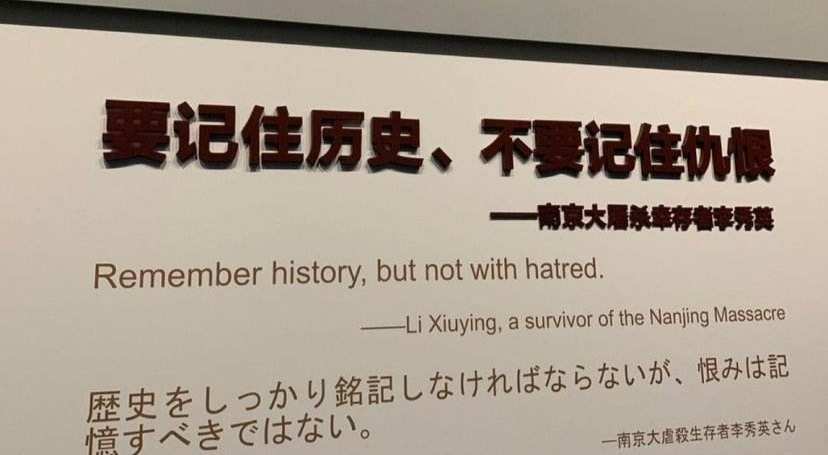 要记住历史、不要记住仇恨
——南京大屠杀幸存者李秀英
Remember history, but not with hatred.
——Li Xiuying, a survivor of the Nanjing Massacre
歴史をしっかり銘記しなければならないが、恨みは記
憶すべきではない。
—南京大虐殺生存者李秀英さん